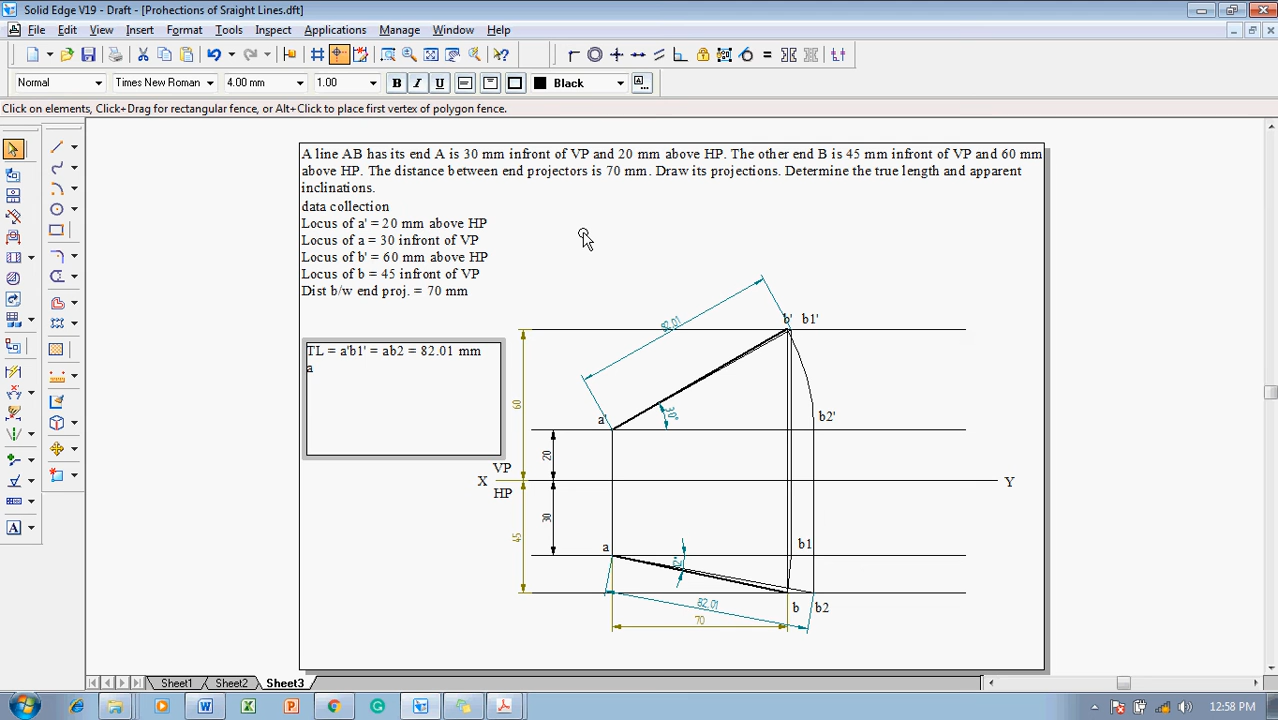 Solid Edge V19 - Draft - [Prohections of Sraight Lines.dft]
File Edit View Insert Format Tools Inspect Applications Manage Window Help
Normal Times New Roman 4.00 mm 1.00 B I U Black
Click on elements, Click+Drag for rectangular fence, or Alt+Click to place first vertex of polygon fence.
A line AB has its end A is 30 mm infront of VP and 20 mm above HP. The other end B is 45 mm infront of VP and 60 mm
above HP. The distance between end projectors is 70 mm. Draw its projections. Determine the true length and apparent
inclinations.
data collection
Locus of a' = 20 mm above HP
Locus of a = 30 infront of VP
Locus of b' = 60 mm above HP
Locus of b = 45 infront of VP
Dist b/w end proj. = 70 mm
b' b1'
82.01
TL = a'b1' = ab2 = 82.01 mm
a
60
30°
a'
b2'
20
VP
X
Y
HP
30
45
b1
a
82.01
b b2
70
Sheet1 Sheet2 Sheet3
12:58 PM